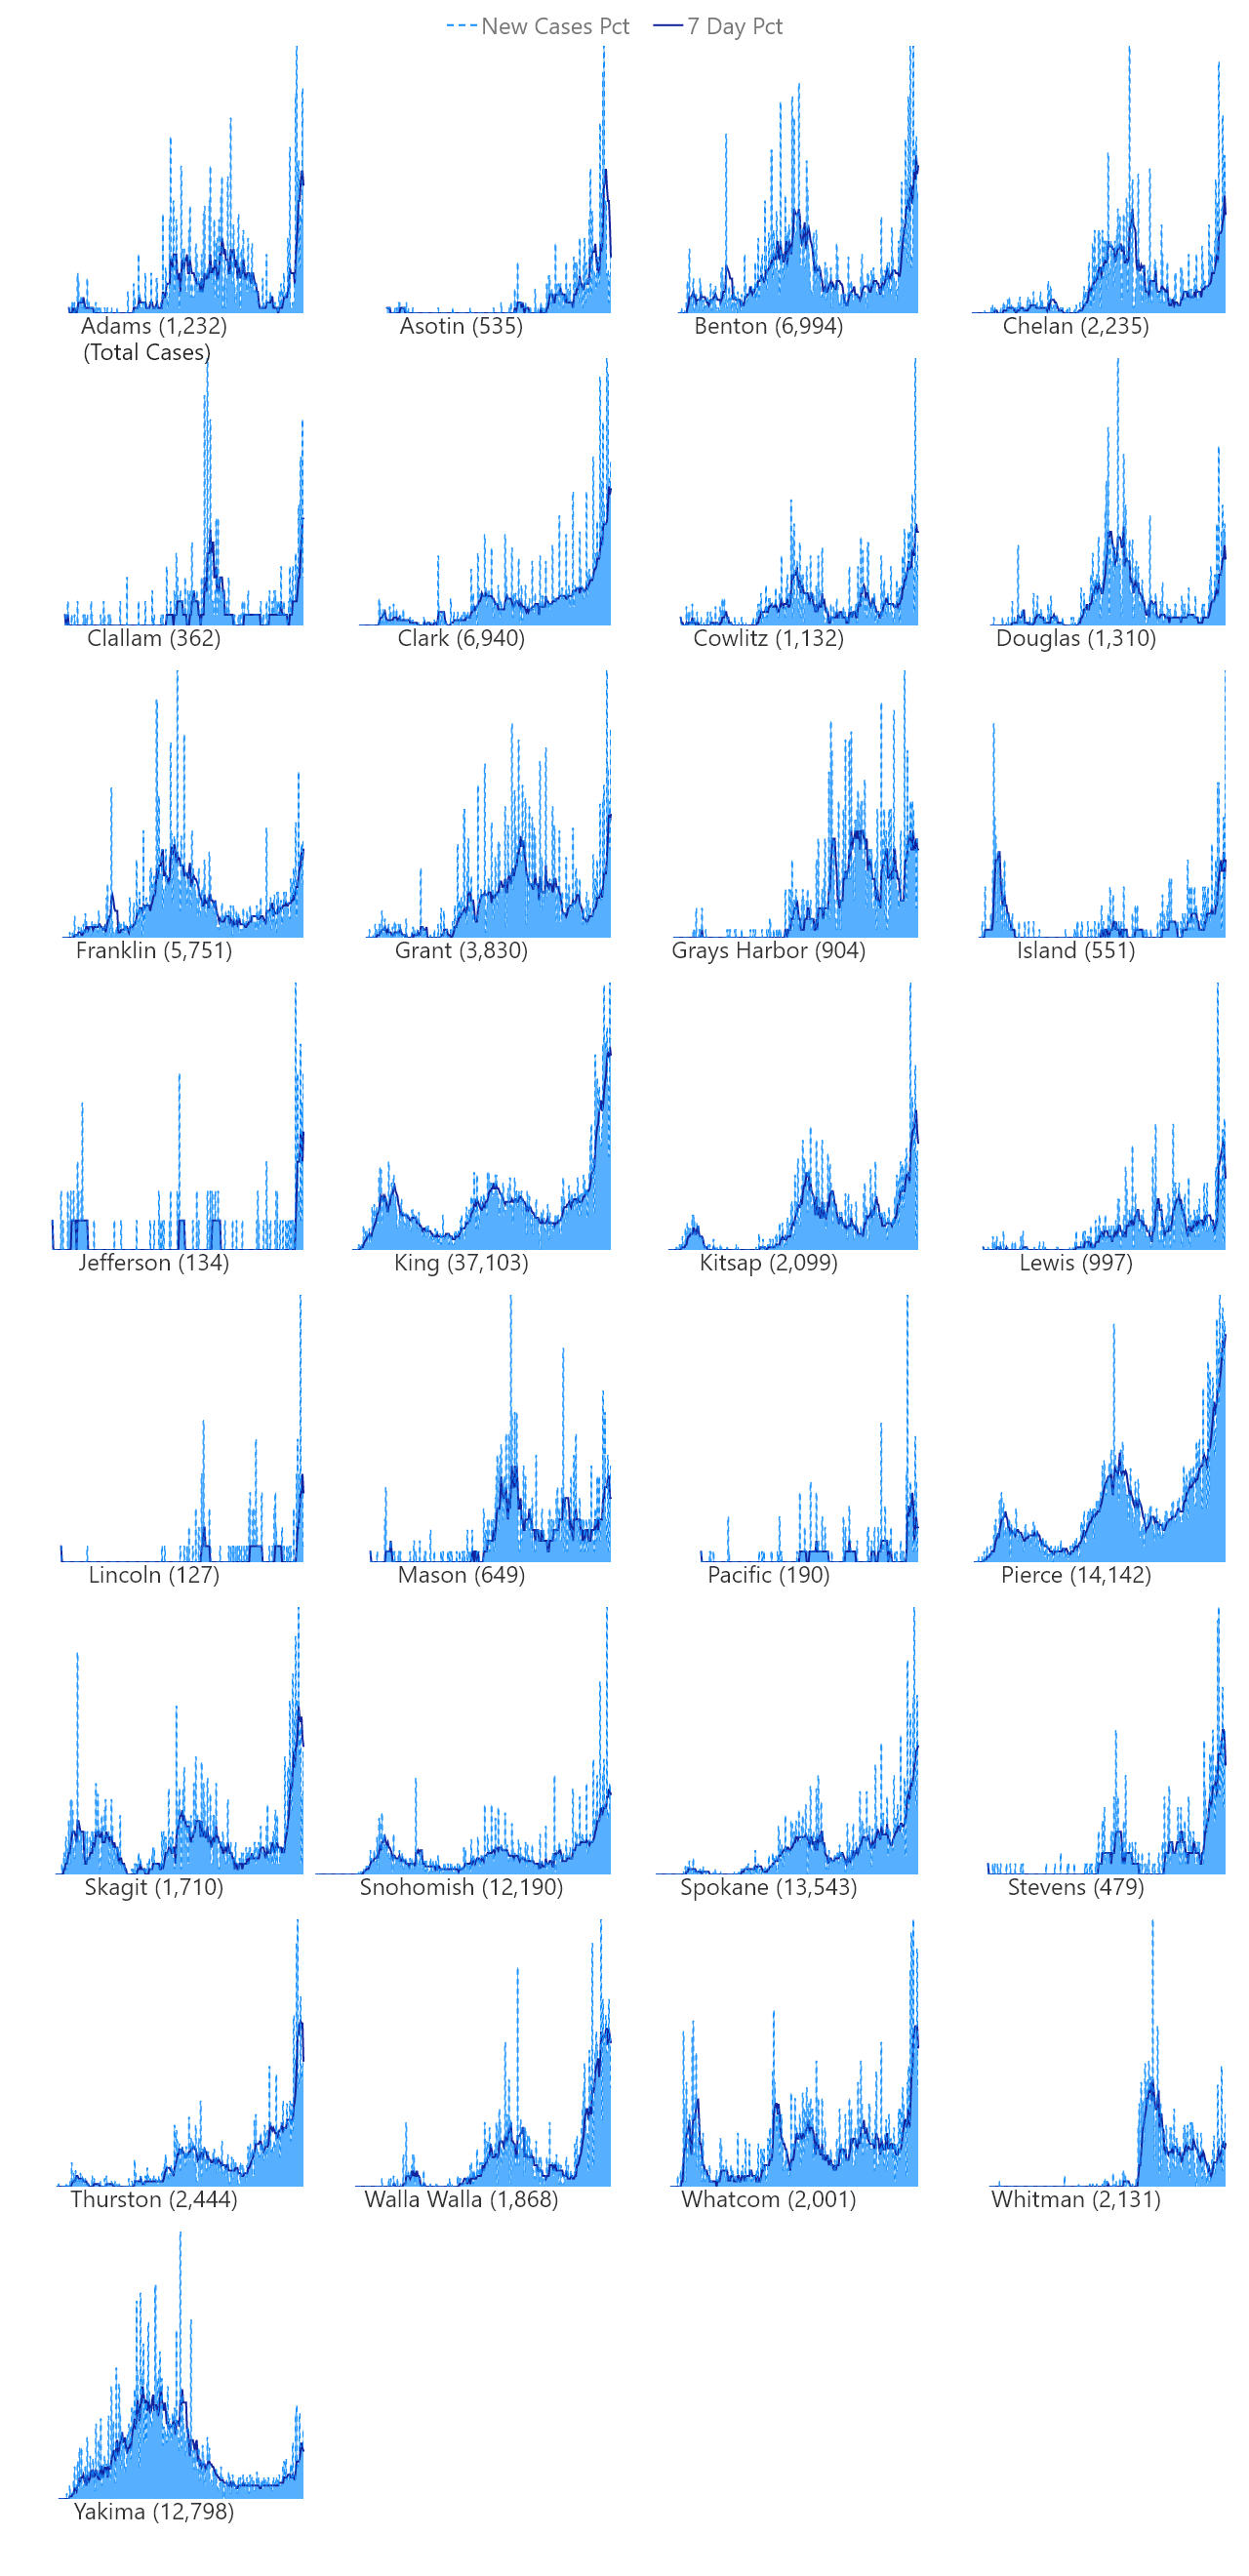 New Cases Pct 7 Day Pct
Adams (1,232) Asotin (535) Benton (6,994) Chelan (2,235)
(Total Cases)
Clallam (362) Clark (6,940) Cowlitz (1,132) Douglas (1,310)
Franklin (5,751) Grant (3,830) Grays Harbor (904) Island (551)
Jefferson (134) King (37,103) Kitsap (2,099) Lewis (997)
Lincoln (127) Mason (649) Pacific (190) Pierce (14,142)
Skagit (1,710) Snohomish (12,190) Spokane (13,543) Stevens (479)
Thurston (2,444) Walla Walla (1,868) Whatcom (2,001) Whitman (2,131)
Yakima (12,798)